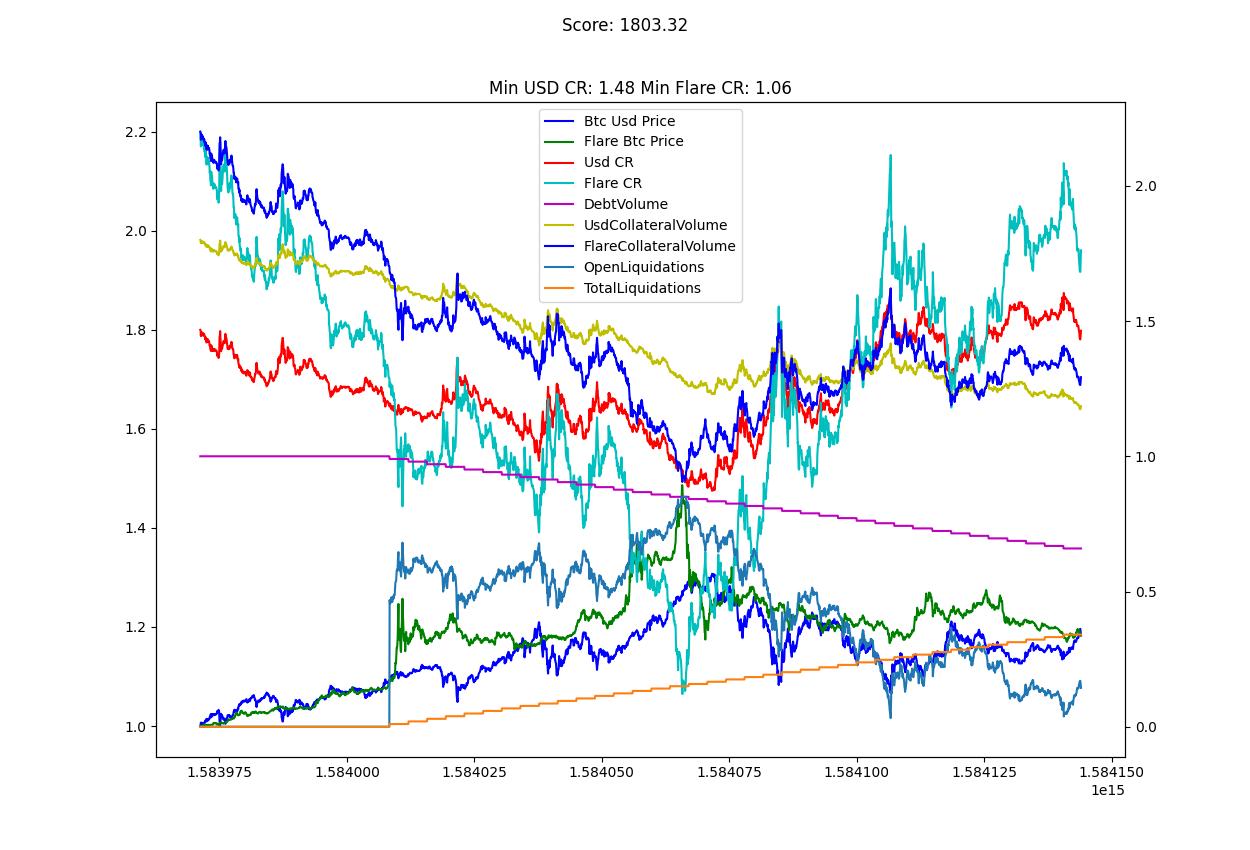 Score: 1803.32
Min USD CR: 1.48 Min Flare CR: 1.06
Btc Usd Price
Flare Btc Price
Usd CR
Flare CR
DebtVolume
UsdCollateralVolume
FlareCollateralVolume
OpenLiquidations
TotalLiquidations
2.2
2.0
1.8
1.6
1.4
1.2
1.0
2.0
1.5
1.0
0.5
0.0
1.583975 1.584000 1.584025 1.584050 1.584075 1.584100 1.584125 1.584150
1e15